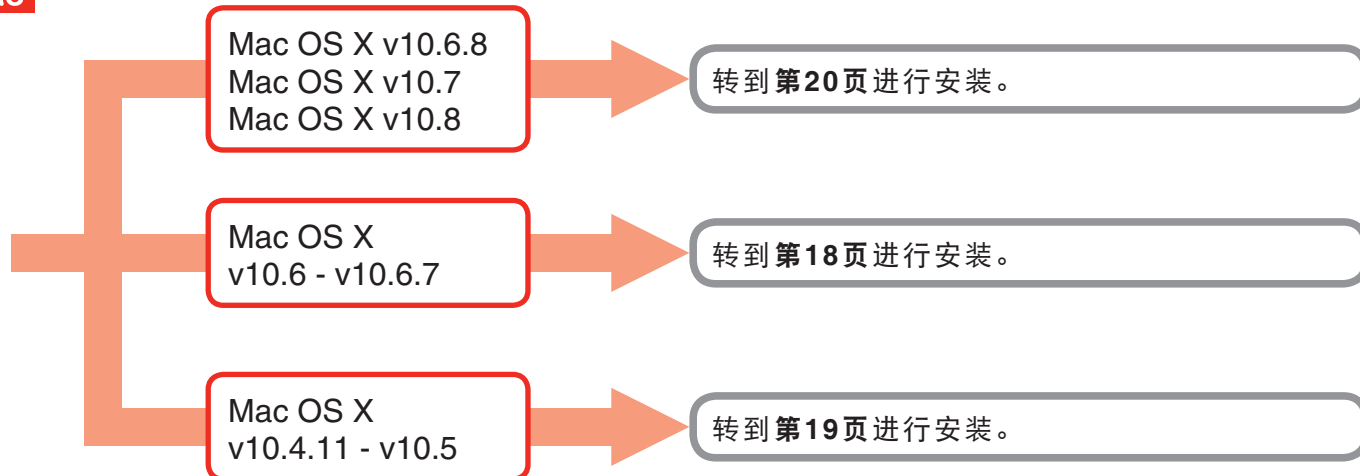 Mac OS X v10.6.8
Mac OS X v10.7
Mac OS X v10.8
转到第20页进行安装。
Mac OS X
v10.6 - v10.6.7
转到第18页进行安装。
Mac OS X
v10.4.11 - v10.5
转到第19页进行安装。